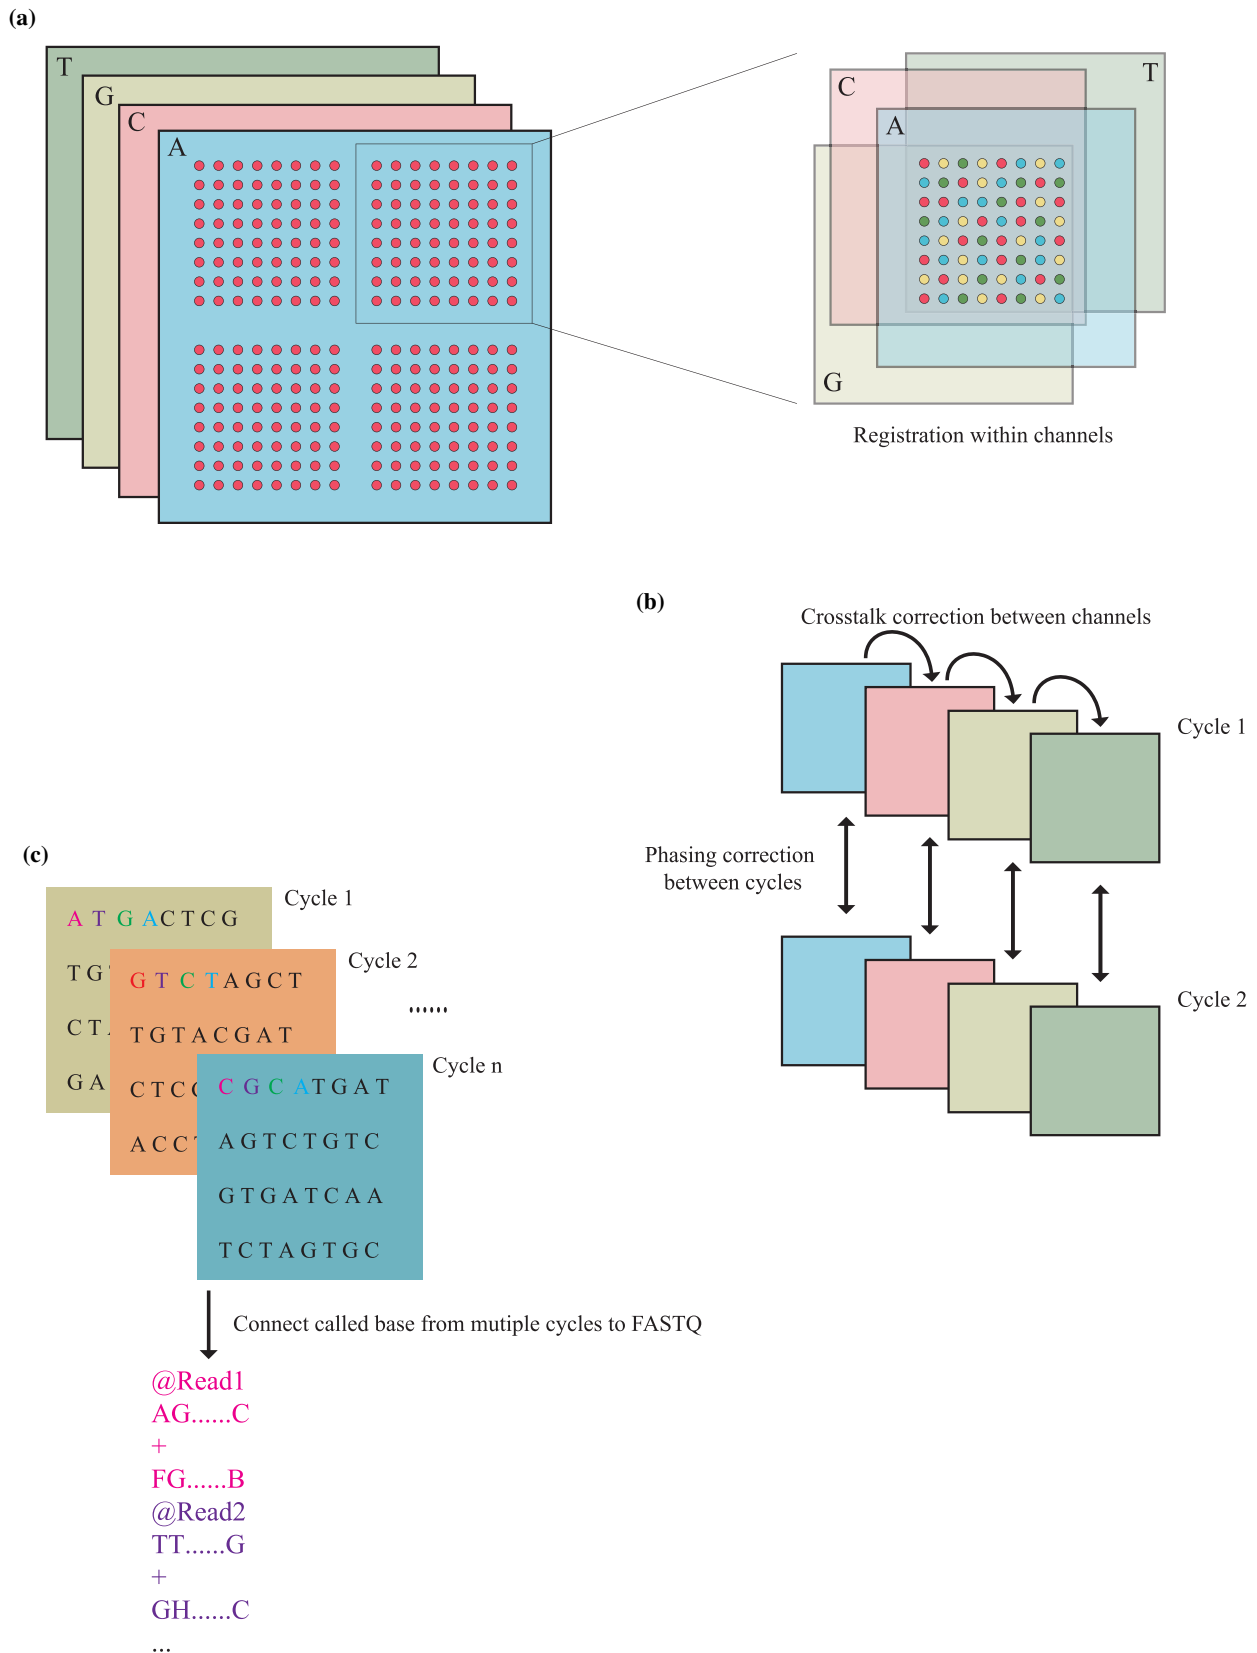 (a)
T
G
C
A
C
T
A
G
Registration within channels
(b)
Crosstalk correction between channels
Cycle 1
Phasing correction
between cycles
Cycle 2
(c)
Cycle 1
A T G A C T C G
T G
C T
G A
Cycle 2
G T C T A G C T
T G T A C G A T
C T C
A C C
......
Cycle n
C G C A T G A T
A G T C T G T C
G T G A T C A A
T C T A G T G C
Connect called base from mutiple cycles to FASTQ
@Read1
AG......C
+
FG......B
@Read2
TT......G
+
GH......C
...